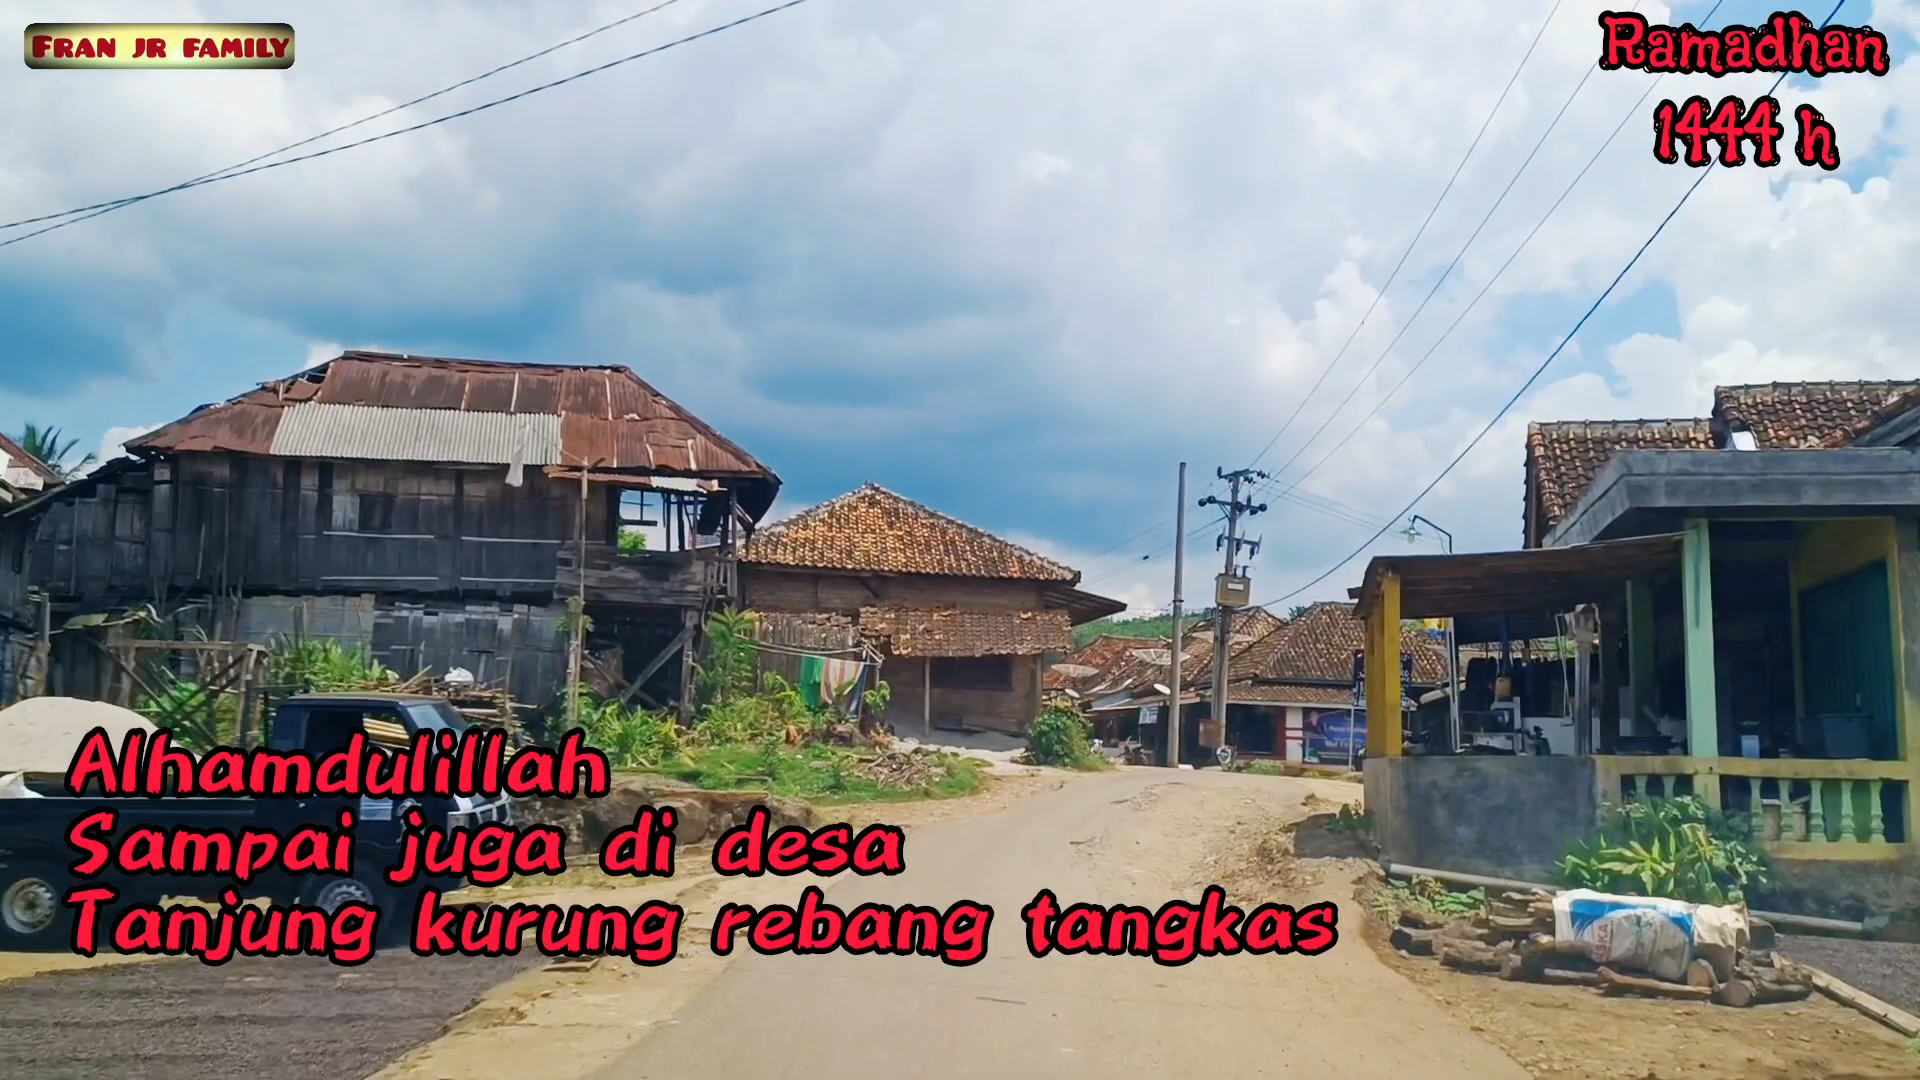 FRAN JR FAMILY
Ramadhan
1444 h
Alhamdulillah
Sampai juga di desa
Tanjung kurung rebang tangkas